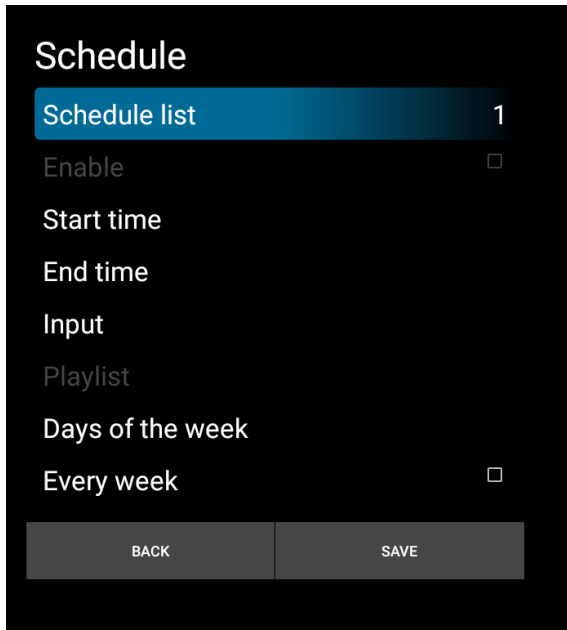 Schedule
Schedule list 1
Enable
Start time
End time
Input
Playlist
Days of the week
Every week
BACK SAVE